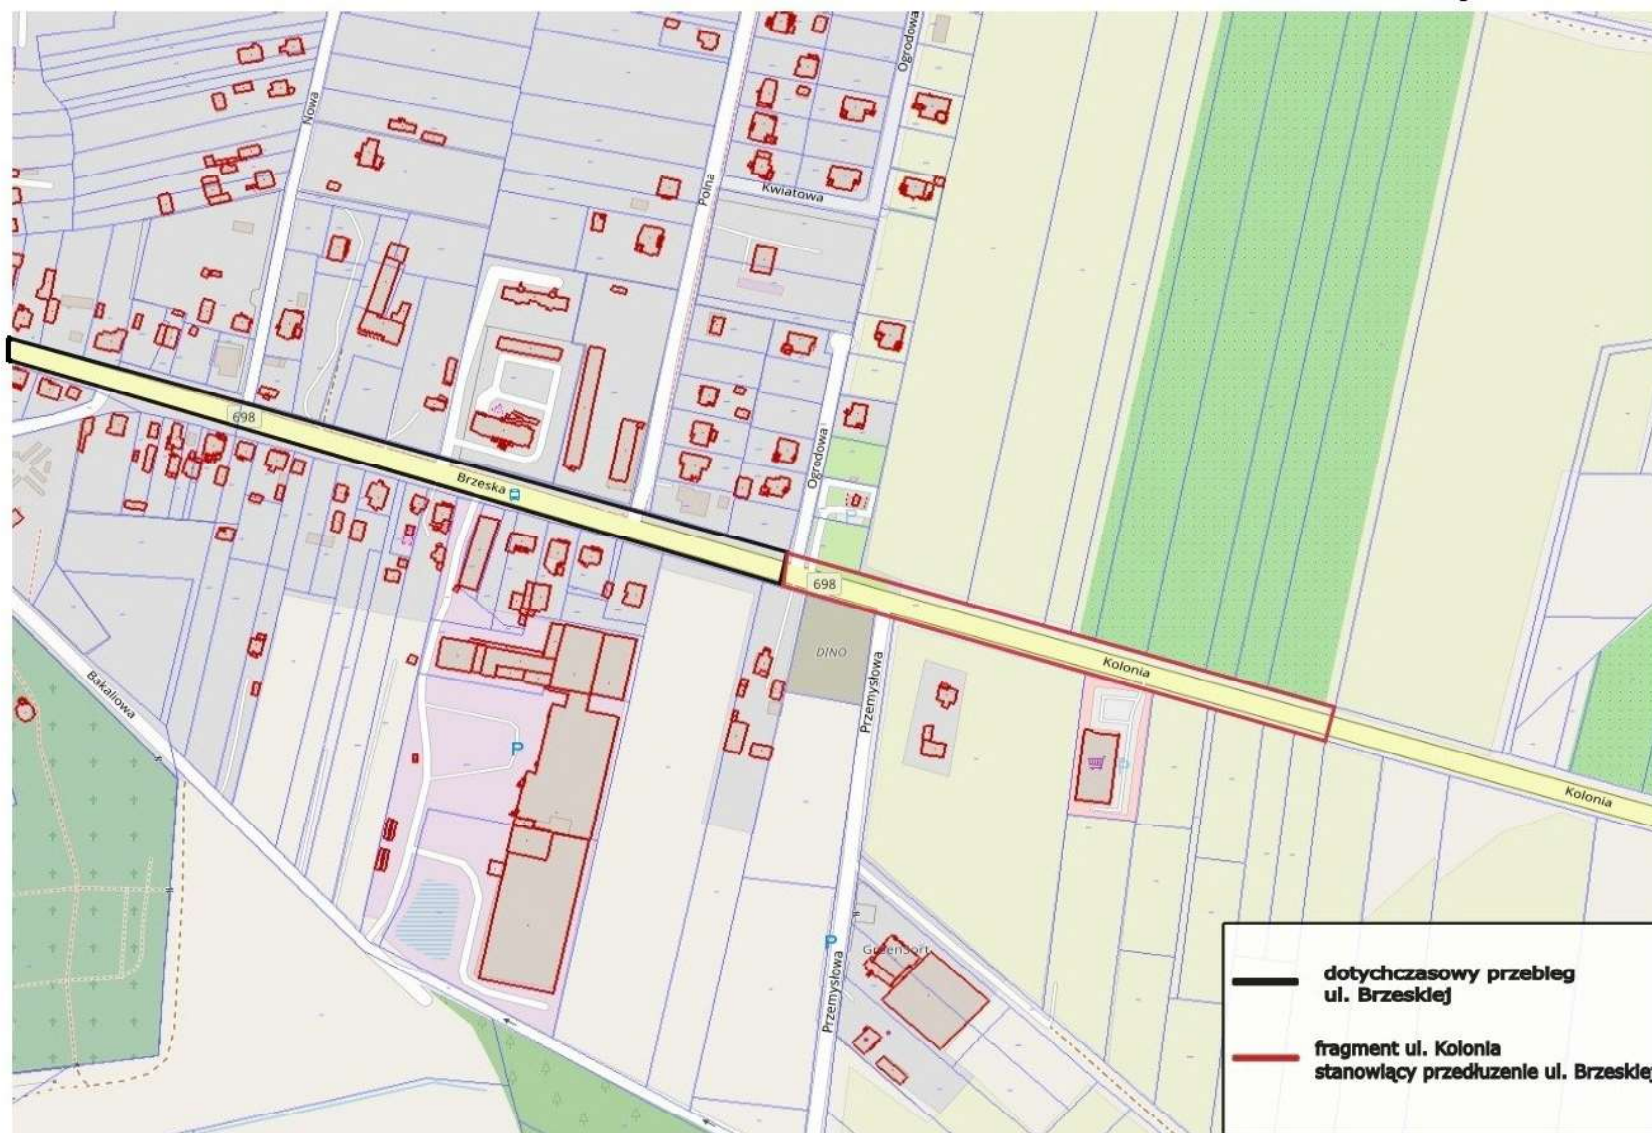 Ogrodowa
Nowa
Polna
Kwiatowa
698
Brzeska
Ogrodowa
698
DINO
Kolonia
Przemysłowa
Bakaliowa
P
P
Kolonia
P
P
GreenSort
Przemysłowa
dotychczasowy przebieg
ul. Brzeskiej
fragment ul. Kolonia
stanowiący przedłuzenie ul. Brzeskiej